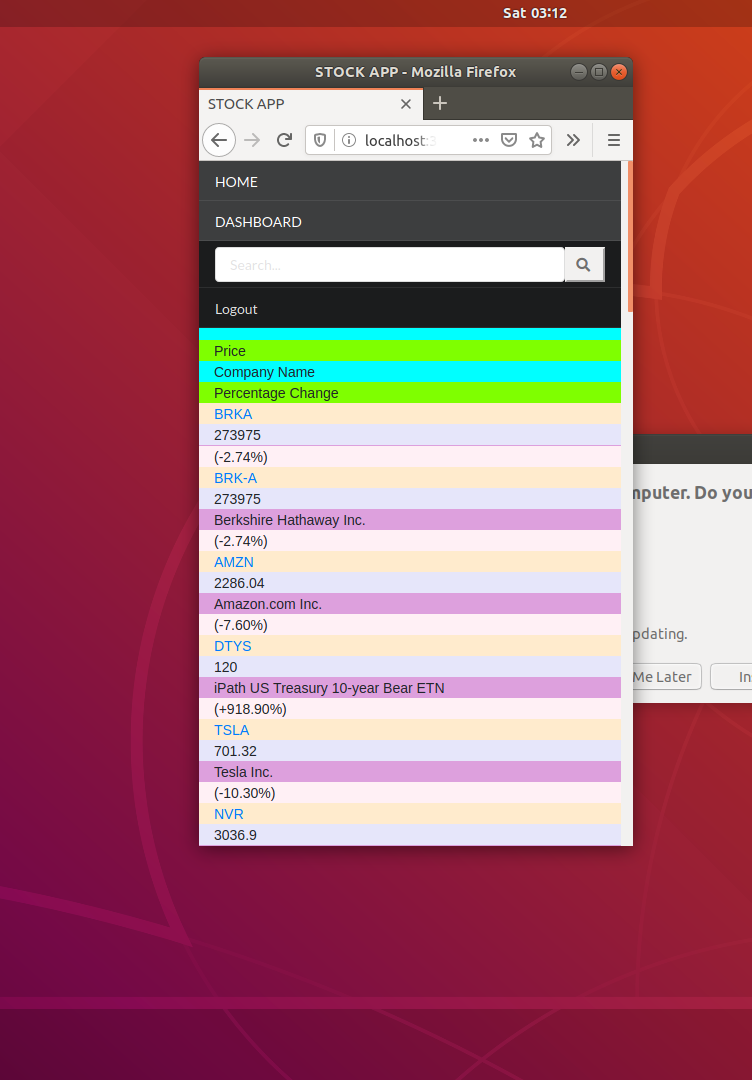 Sat 03:12
STOCK APP - Mozilla Firefox
STOCK APP
localhost:
HOME
DASHBOARD
Search...
Logout
Price
Company Name
Percentage Change
BRKA
273975
(-2.74%)
BRK-A
273975
Berkshire Hathaway Inc.
(-2.74%)
AMZN
2286.04
Amazon.com Inc.
(-7.60%)
DTYS
120
iPath US Treasury 10-year Bear ETN
(+918.90%)
TSLA
701.32
Tesla Inc.
(-10.30%)
NVR
3036.9
mputer. Do you
pdating.
Me Later
In